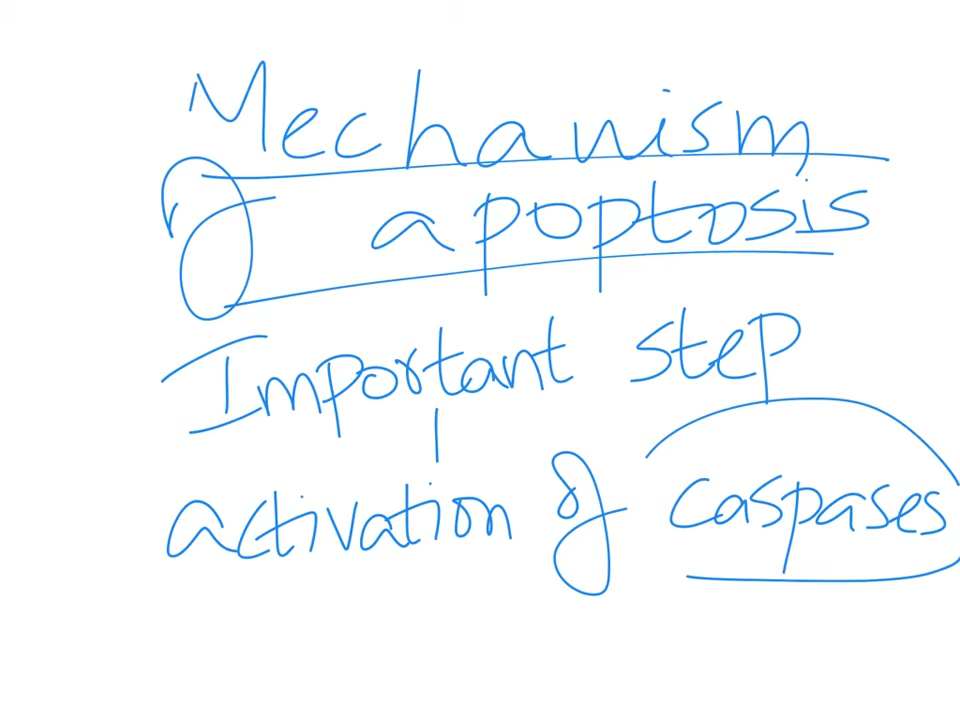 Mechanism
of apoptosis
Important step
activation of caspases